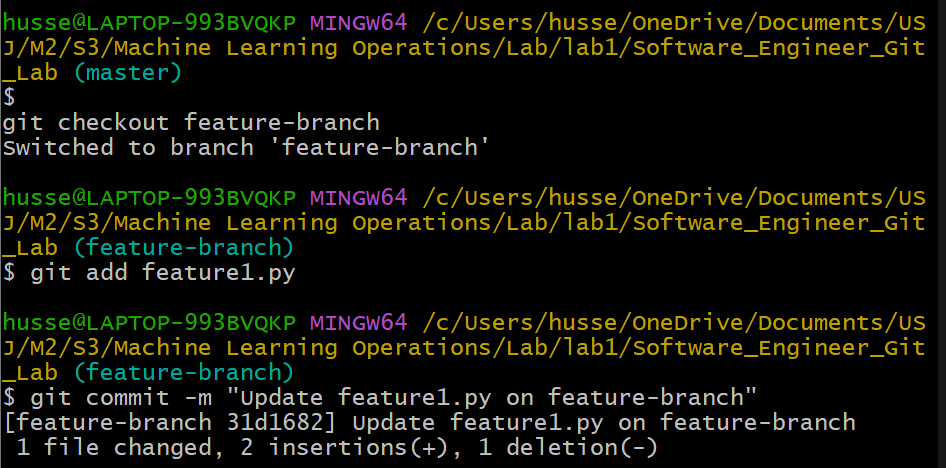 husse@LAPTOP-993BVQKP MINGW64 /c/Users/husse/OneDrive/Documents/US
J/M2/S3/Machine Learning Operations/Lab/lab1/Software_Engineer_Git
_Lab (master)
$
git checkout feature-branch
Switched to branch 'feature-branch'
husse@LAPTOP-993BVQKP MINGW64 /c/Users/husse/OneDrive/Documents/US
J/M2/S3/Machine Learning Operations/Lab/lab1/Software_Engineer_Git
_Lab (feature-branch)
$ git add feature1.py
husse@LAPTOP-993BVQKP MINGW64 /c/Users/husse/OneDrive/Documents/US
J/M2/S3/Machine Learning Operations/Lab/lab1/Software_Engineer_Git
_Lab (feature-branch)
$ git commit -m "Update feature1.py on feature-branch"
[feature-branch 31d1682] Update feature1.py on feature-branch
 1 file changed, 2 insertions(+), 1 deletion(-)